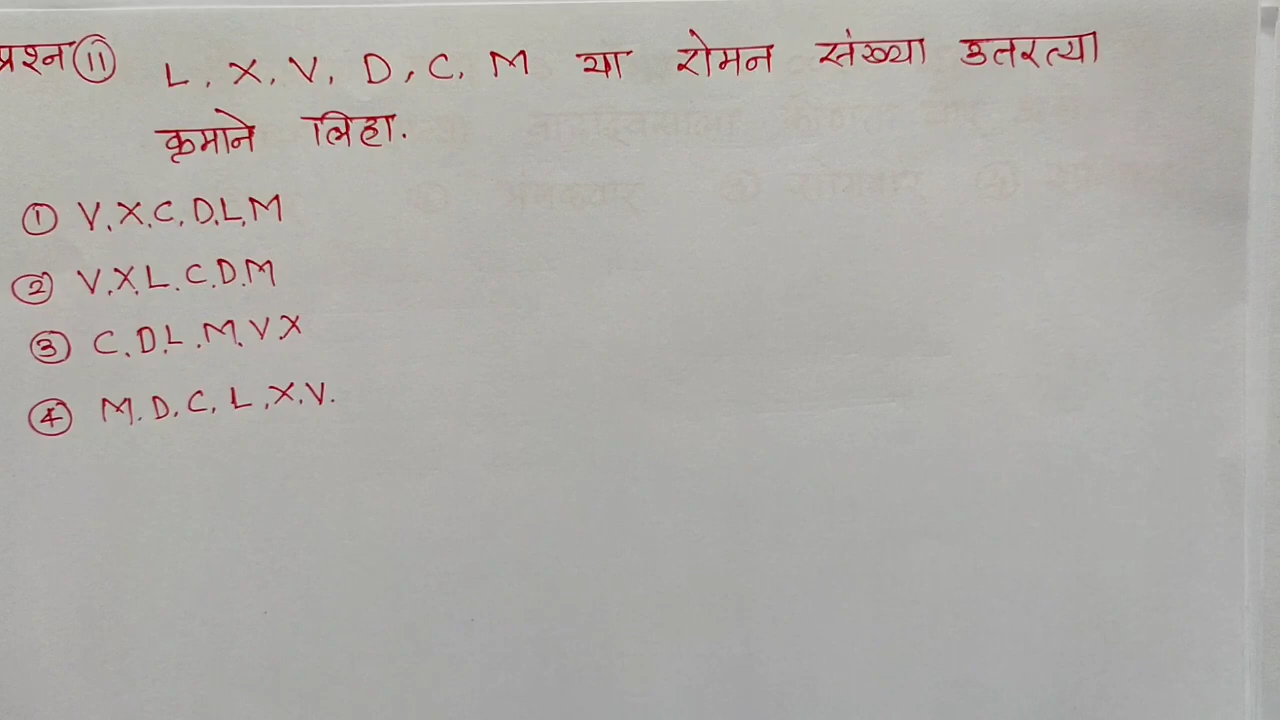 प्रश्न ⑪ L, X, V, D, C, M या रोमन संख्या उतरत्या
क्रमाने लिहा.
① V.X.C.D.L.M
② V.X.L.C.D.M
③ C.D.L.M.V.X
④ M.D.C.L.X.V.